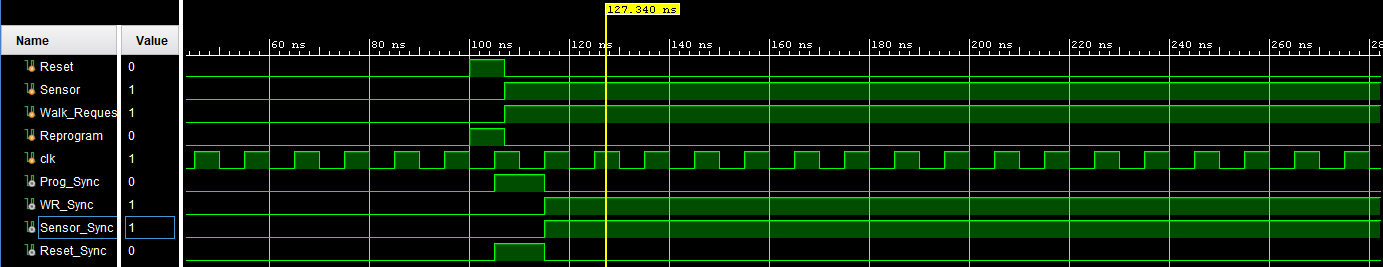 127.340 ns
Name Value
60 ns 80 ns 100 ns 120 ns 140 ns 160 ns 180 ns 200 ns 220 ns 240 ns 260 ns 28
Reset 0
Sensor 1
Walk_Reques 1
Reprogram 0
clk 1
Prog_Sync 0
WR_Sync 1
Sensor_Sync 1
Reset_Sync 0